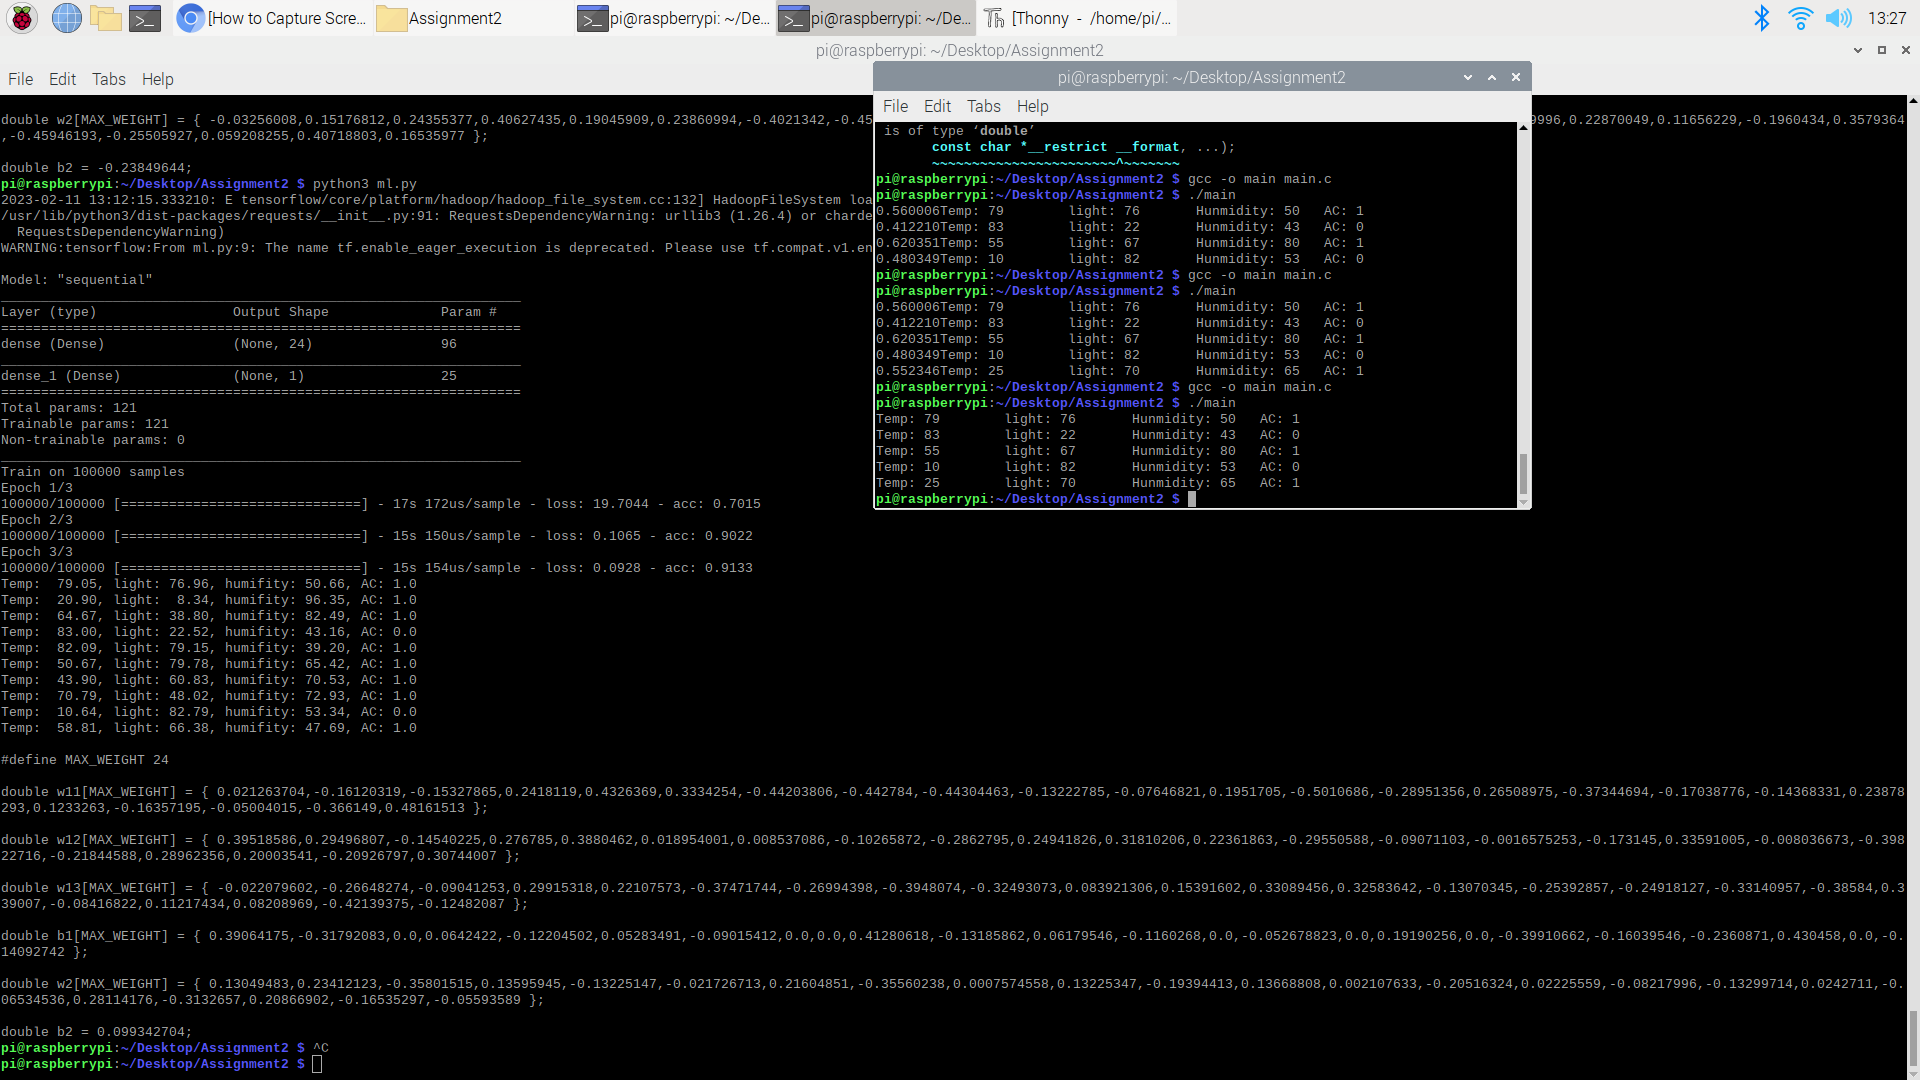 [How to Capture Scre...
Assignment2
pi@raspberrypi: ~/De...
pi@raspberrypi: ~/De...
[Thonny - /home/pi/...
13:27
pi@raspberrypi: ~/Desktop/Assignment2
File Edit Tabs Help
double w2[MAX_WEIGHT] = { -0.03256008,0.15176812,0.24355377,0.40627435,0.19045909,0.23860994,-0.4021342,-0.45
9996,0.22870049,0.11656229,-0.1960434,0.3579364
,-0.45946193,-0.25505927,0.059208255,0.40718803,0.16535977 };
double b2 = -0.23849644;
pi@raspberrypi:~/Desktop/Assignment2 $ python3 ml.py
2023-02-11 13:12:15.333210: E tensorflow/core/platform/hadoop/hadoop_file_system.cc:132] HadoopFileSystem loa
/usr/lib/python3/dist-packages/requests/__init__.py:91: RequestsDependencyWarning: urllib3 (1.26.4) or charde
RequestsDependencyWarning)
WARNING:tensorflow:From ml.py:9: The name tf.enable_eager_execution is deprecated. Please use tf.compat.v1.en
Model: "sequential"
_________________________________________________________________
Layer (type) Output Shape Param #
=================================================================
dense (Dense) (None, 24) 96
_________________________________________________________________
dense_1 (Dense) (None, 1) 25
=================================================================
Total params: 121
Trainable params: 121
Non-trainable params: 0
_________________________________________________________________
Train on 100000 samples
Epoch 1/3
100000/100000 [==============================] - 17s 172us/sample - loss: 19.7044 - acc: 0.7015
Epoch 2/3
100000/100000 [==============================] - 15s 150us/sample - loss: 0.1065 - acc: 0.9022
Epoch 3/3
100000/100000 [==============================] - 15s 154us/sample - loss: 0.0928 - acc: 0.9133
Temp: 79.05, light: 76.96, humifity: 50.66, AC: 1.0
Temp: 20.90, light: 8.34, humifity: 96.35, AC: 1.0
Temp: 64.67, light: 38.80, humifity: 82.49, AC: 1.0
Temp: 83.00, light: 22.52, humifity: 43.16, AC: 0.0
Temp: 82.09, light: 79.15, humifity: 39.20, AC: 1.0
Temp: 50.67, light: 79.78, humifity: 65.42, AC: 1.0
Temp: 43.90, light: 60.83, humifity: 70.53, AC: 1.0
Temp: 70.79, light: 48.02, humifity: 72.93, AC: 1.0
Temp: 10.64, light: 82.79, humifity: 53.34, AC: 0.0
Temp: 58.81, light: 66.38, humifity: 47.69, AC: 1.0
#define MAX_WEIGHT 24
double w11[MAX_WEIGHT] = { 0.021263704,-0.16120319,-0.15327865,0.2418119,0.4326369,0.3334254,-0.44203806,-0.442784,-0.44304463,-0.13222785,-0.07646821,0.1951705,-0.5010686,-0.28951356,0.26508975,-0.37344694,-0.17038776,-0.14368331,0.23878
293,0.1233263,-0.16357195,-0.05004015,-0.366149,0.48161513 };
double w12[MAX_WEIGHT] = { 0.39518586,0.29496807,-0.14540225,0.276785,0.3880462,0.018954001,0.008537086,-0.10265872,-0.2862795,0.24941826,0.31810206,0.22361863,-0.29550588,-0.09071103,-0.0016575253,-0.173145,0.33591005,-0.008036673,-0.398
22716,-0.21844588,0.28962356,0.20003541,-0.20926797,0.30744007 };
double w13[MAX_WEIGHT] = { -0.022079602,-0.26648274,-0.09041253,0.29915318,0.22107573,-0.37471744,-0.26994398,-0.3948074,-0.32493073,0.083921306,0.15391602,0.33089456,0.32583642,-0.13070345,-0.25392857,-0.24918127,-0.33140957,-0.38584,0.3
39007,-0.08416822,0.11217434,0.08208969,-0.42139375,-0.12482087 };
double b1[MAX_WEIGHT] = { 0.39064175,-0.31792083,0.0,0.0642422,-0.12204502,0.05283491,-0.09015412,0.0,0.0,0.41280618,-0.13185862,0.06179546,-0.1160268,0.0,-0.052678823,0.0,0.19190256,0.0,-0.39910662,-0.16039546,-0.2360871,0.430458,0.0,-0.
14092742 };
double w2[MAX_WEIGHT] = { 0.13049483,0.23412123,-0.35801515,0.13595945,-0.13225147,-0.021726713,0.21604851,-0.35560238,0.0007574558,0.13225347,-0.19394413,0.13668808,0.002107633,-0.20516324,0.02225559,-0.08217996,-0.13299714,0.0242711,-0.
06534536,0.28114176,-0.3132657,0.20866902,-0.16535297,-0.05593589 };
double b2 = 0.099342704;
pi@raspberrypi:~/Desktop/Assignment2 $ ^C
pi@raspberrypi:~/Desktop/Assignment2 $
pi@raspberrypi: ~/Desktop/Assignment2
File Edit Tabs Help
is of type ‘double’
const char *__restrict __format, ...);
~~~~~~~~~~~~~~~~~~~~~~~^~~~~~~~
pi@raspberrypi:~/Desktop/Assignment2 $ gcc -o main main.c
pi@raspberrypi:~/Desktop/Assignment2 $ ./main
0.560006Temp: 79 light: 76 Hunmidity: 50 AC: 1
0.412210Temp: 83 light: 22 Hunmidity: 43 AC: 0
0.620351Temp: 55 light: 67 Hunmidity: 80 AC: 1
0.480349Temp: 10 light: 82 Hunmidity: 53 AC: 0
pi@raspberrypi:~/Desktop/Assignment2 $ gcc -o main main.c
pi@raspberrypi:~/Desktop/Assignment2 $ ./main
0.560006Temp: 79 light: 76 Hunmidity: 50 AC: 1
0.412210Temp: 83 light: 22 Hunmidity: 43 AC: 0
0.620351Temp: 55 light: 67 Hunmidity: 80 AC: 1
0.480349Temp: 10 light: 82 Hunmidity: 53 AC: 0
0.552346Temp: 25 light: 70 Hunmidity: 65 AC: 1
pi@raspberrypi:~/Desktop/Assignment2 $ gcc -o main main.c
pi@raspberrypi:~/Desktop/Assignment2 $ ./main
Temp: 79 light: 76 Hunmidity: 50 AC: 1
Temp: 83 light: 22 Hunmidity: 43 AC: 0
Temp: 55 light: 67 Hunmidity: 80 AC: 1
Temp: 10 light: 82 Hunmidity: 53 AC: 0
Temp: 25 light: 70 Hunmidity: 65 AC: 1
pi@raspberrypi:~/Desktop/Assignment2 $